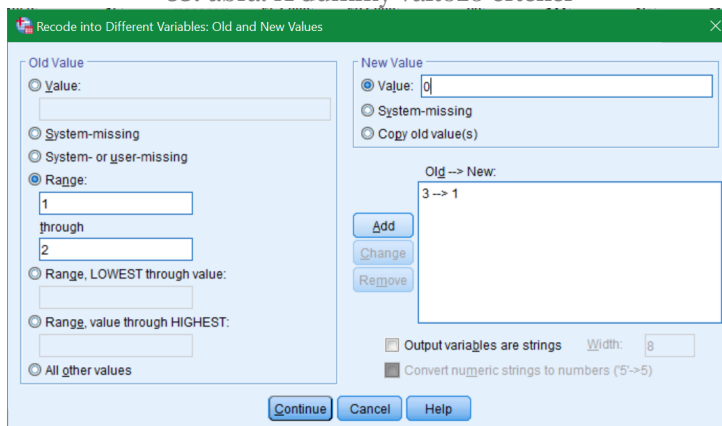 Recode into Different Variables: Old and New Values
Old Value
Value:
System-missing
System- or user-missing
Range:
1
through
2
Range, LOWEST through value:
Range, value through HIGHEST:
All other values
New Value
Value: 0
System-missing
Copy old value(s)
Old --> New:
3 --> 1
Add
Change
Remove
Output variables are strings Width: 8
Convert numeric strings to numbers ('5'->5)
Continue Cancel Help